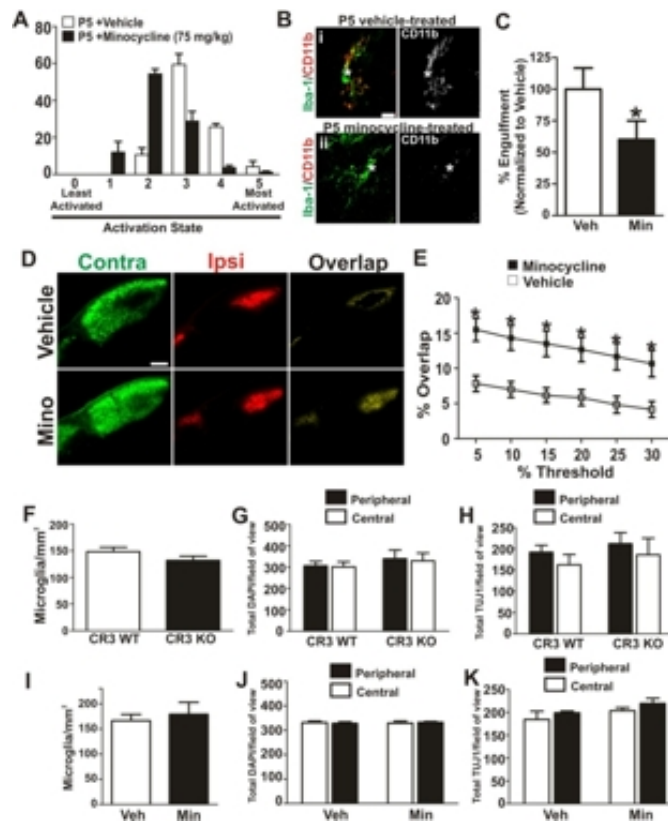 A
P5 +Vehicle
P5 +Minocycline (75 mg/kg)
60
40
20
0
0 1 2 3 4 5
Least Activated
Most Activated
Activation State
B
P5 vehicle-treated
i
CD11b
Iba-1/CD11b
P5 minocycline-treated
ii
CD11b
Iba-1/CD11b
C
% Engulfment
(Normalized to Vehicle)
125
100
75
50
25
0
*
Veh Min
D
Contra Ipsi Overlap
Vehicle
Mino
E
Minocycline
Vehicle
% Overlap
20
15
10
5
0
* * * * * *
5 10 15 20 25 30
% Threshold
F
Microglia/mm²
150
100
50
0
CR3 WT CR3 KO
G
Peripheral
Central
Total DAPI/field of view
500
400
300
200
100
0
CR3 WT CR3 KO
H
Peripheral
Central
Total TUJ1/field of view
250
200
150
100
50
0
CR3 WT CR3 KO
I
Microglia/mm²
150
100
50
0
Veh Min
J
Peripheral
Central
Total DAPI/field of view
500
400
300
200
100
0
Veh Min
K
Peripheral
Central
Total TUJ1/field of view
250
200
150
100
50
0
Veh Min